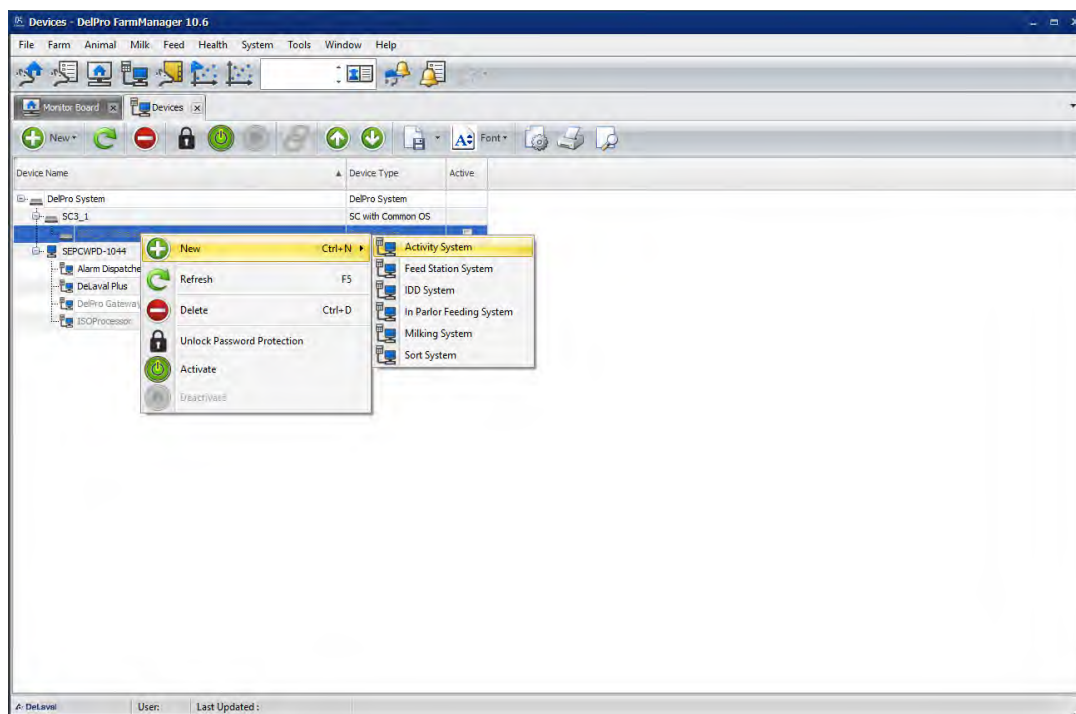 Devices - DelPro FarmManager 10.6
File Farm Animal Milk Feed Health System Tools Window Help
Monitor Board Devices
New Font
Device Name Device Type Active
DelPro System DelPro System
SC3_1 SC with Common OS
SEPCWPD-1044 New Ctrl+N Activity System
Alarm Dispatche Feed Station System
DeLaval Plus Refresh F5 IDD System
DelPro Gateway Delete Ctrl+D In Parlor Feeding System
ISOProcessor Milking System
Unlock Password Protection Sort System
Activate
Deactivate
DeLaval User: Last Updated :